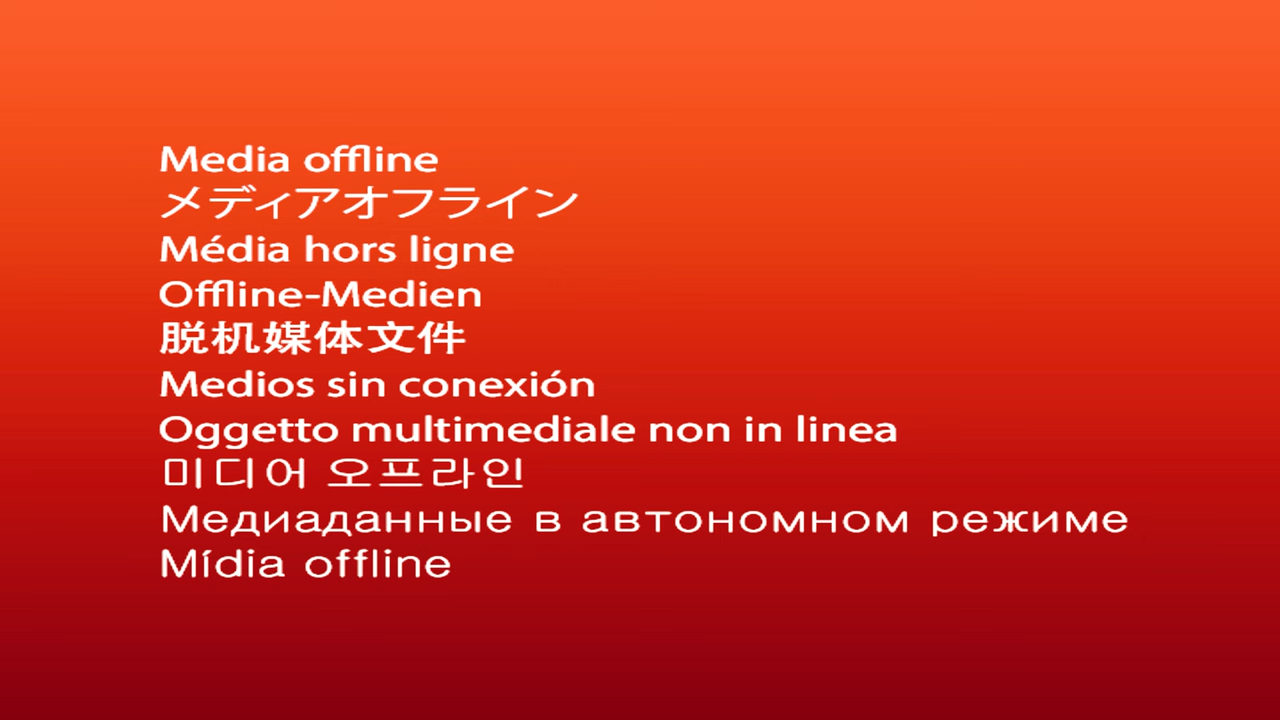 Media offline
メディアオフライン
Média hors ligne
Offline-Medien
脱机媒体文件
Medios sin conexión
Oggetto multimediale non in linea
미디어 오프라인
Медиаданные в автономном режиме
Mídia offline